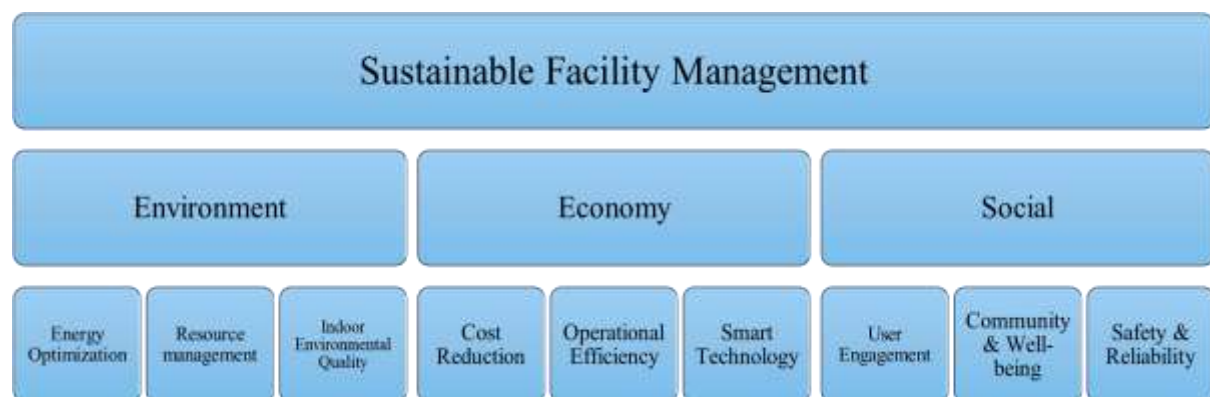 Sustainable Facility Management
Environment
Economy
Social
Energy
Optimization
Resource
management
Indoor
Environmental
Quality
Cost
Reduction
Operational
Efficiency
Smart
Technology
User
Engagement
Community
& Well-
being
Safety &
Reliability